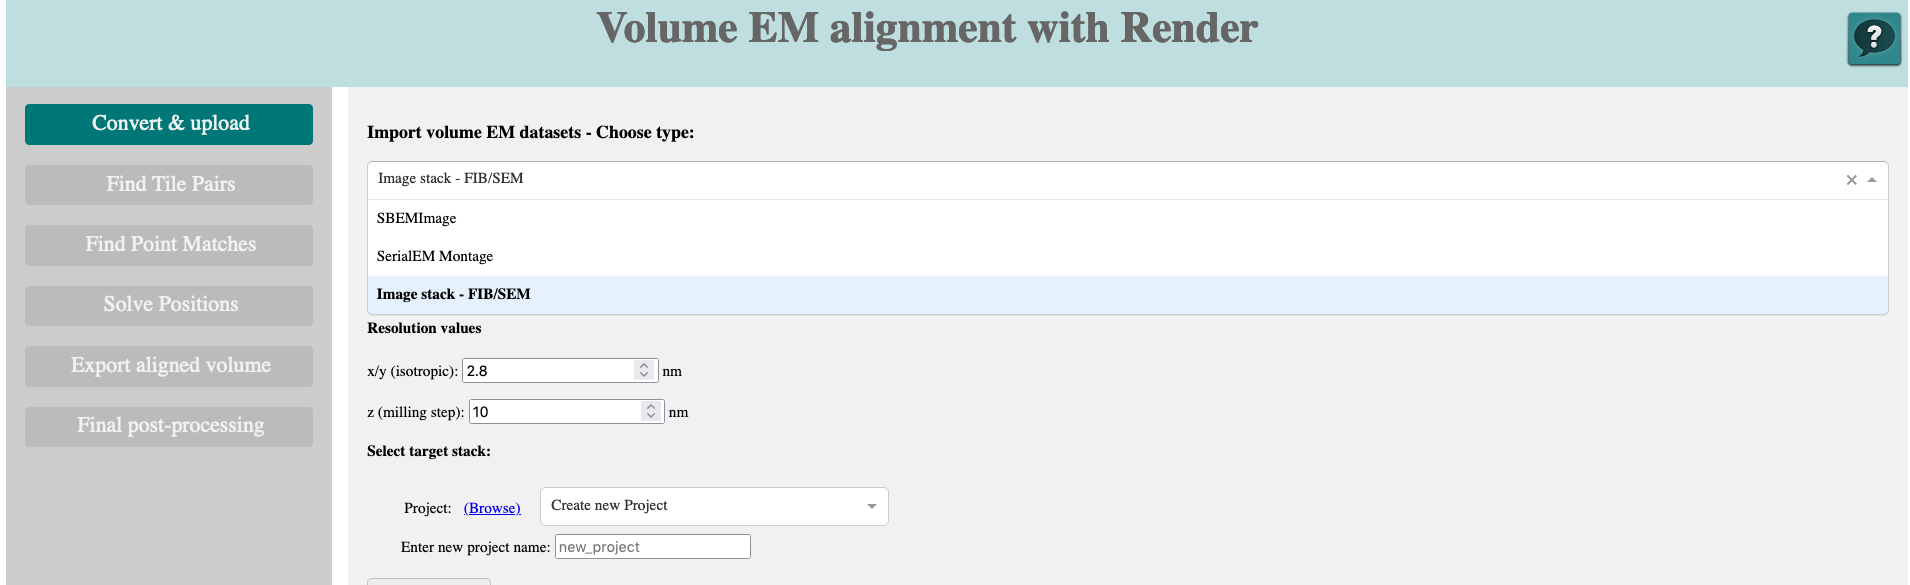 Volume EM alignment with Render
?
Convert & upload
Find Tile Pairs
Find Point Matches
Solve Positions
Export aligned volume
Final post-processing
Import volume EM datasets - Choose type:
Image stack - FIB/SEM
SBEMImage
SerialEM Montage
Image stack - FIB/SEM
Resolution values
x/y (isotropic): 2.8 nm
z (milling step): 10 nm
Select target stack:
Project: (Browse) Create new Project
Enter new project name: new_project